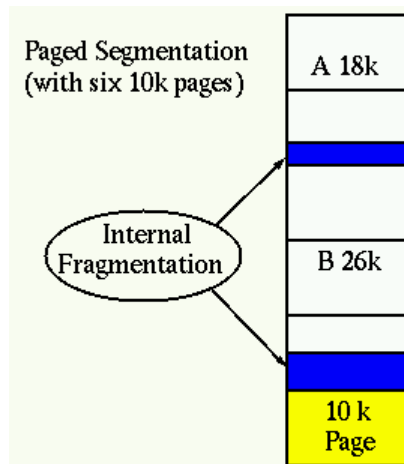 Paged Segmentation
(with six 10k pages)
A 18k
Internal
Fragmentation
B 26k
10 k
Page